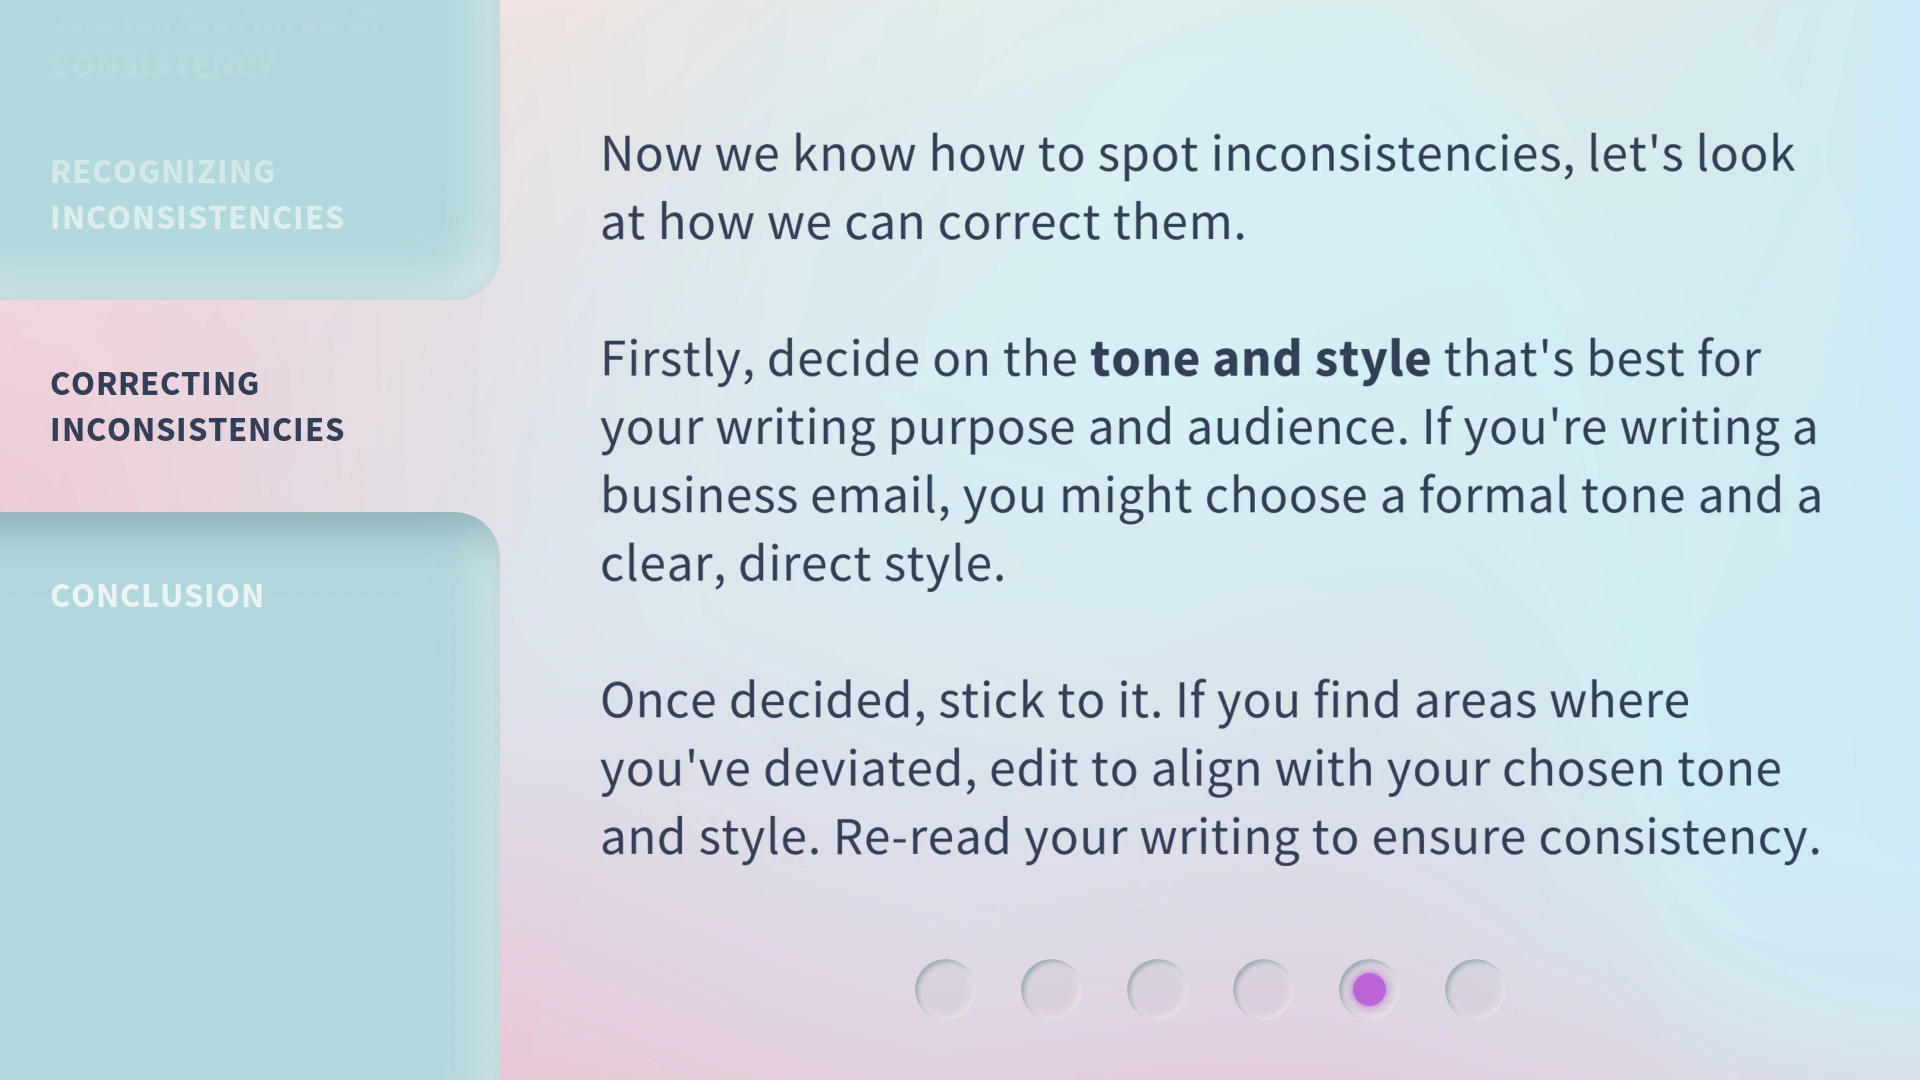 CONSISTENCY
RECOGNIZING
INCONSISTENCIES
CORRECTING
INCONSISTENCIES
CONCLUSION
Now we know how to spot inconsistencies, let's look
at how we can correct them.
Firstly, decide on the tone and style that's best for
your writing purpose and audience. If you're writing a
business email, you might choose a formal tone and a
clear, direct style.
Once decided, stick to it. If you find areas where
you've deviated, edit to align with your chosen tone
and style. Re-read your writing to ensure consistency.